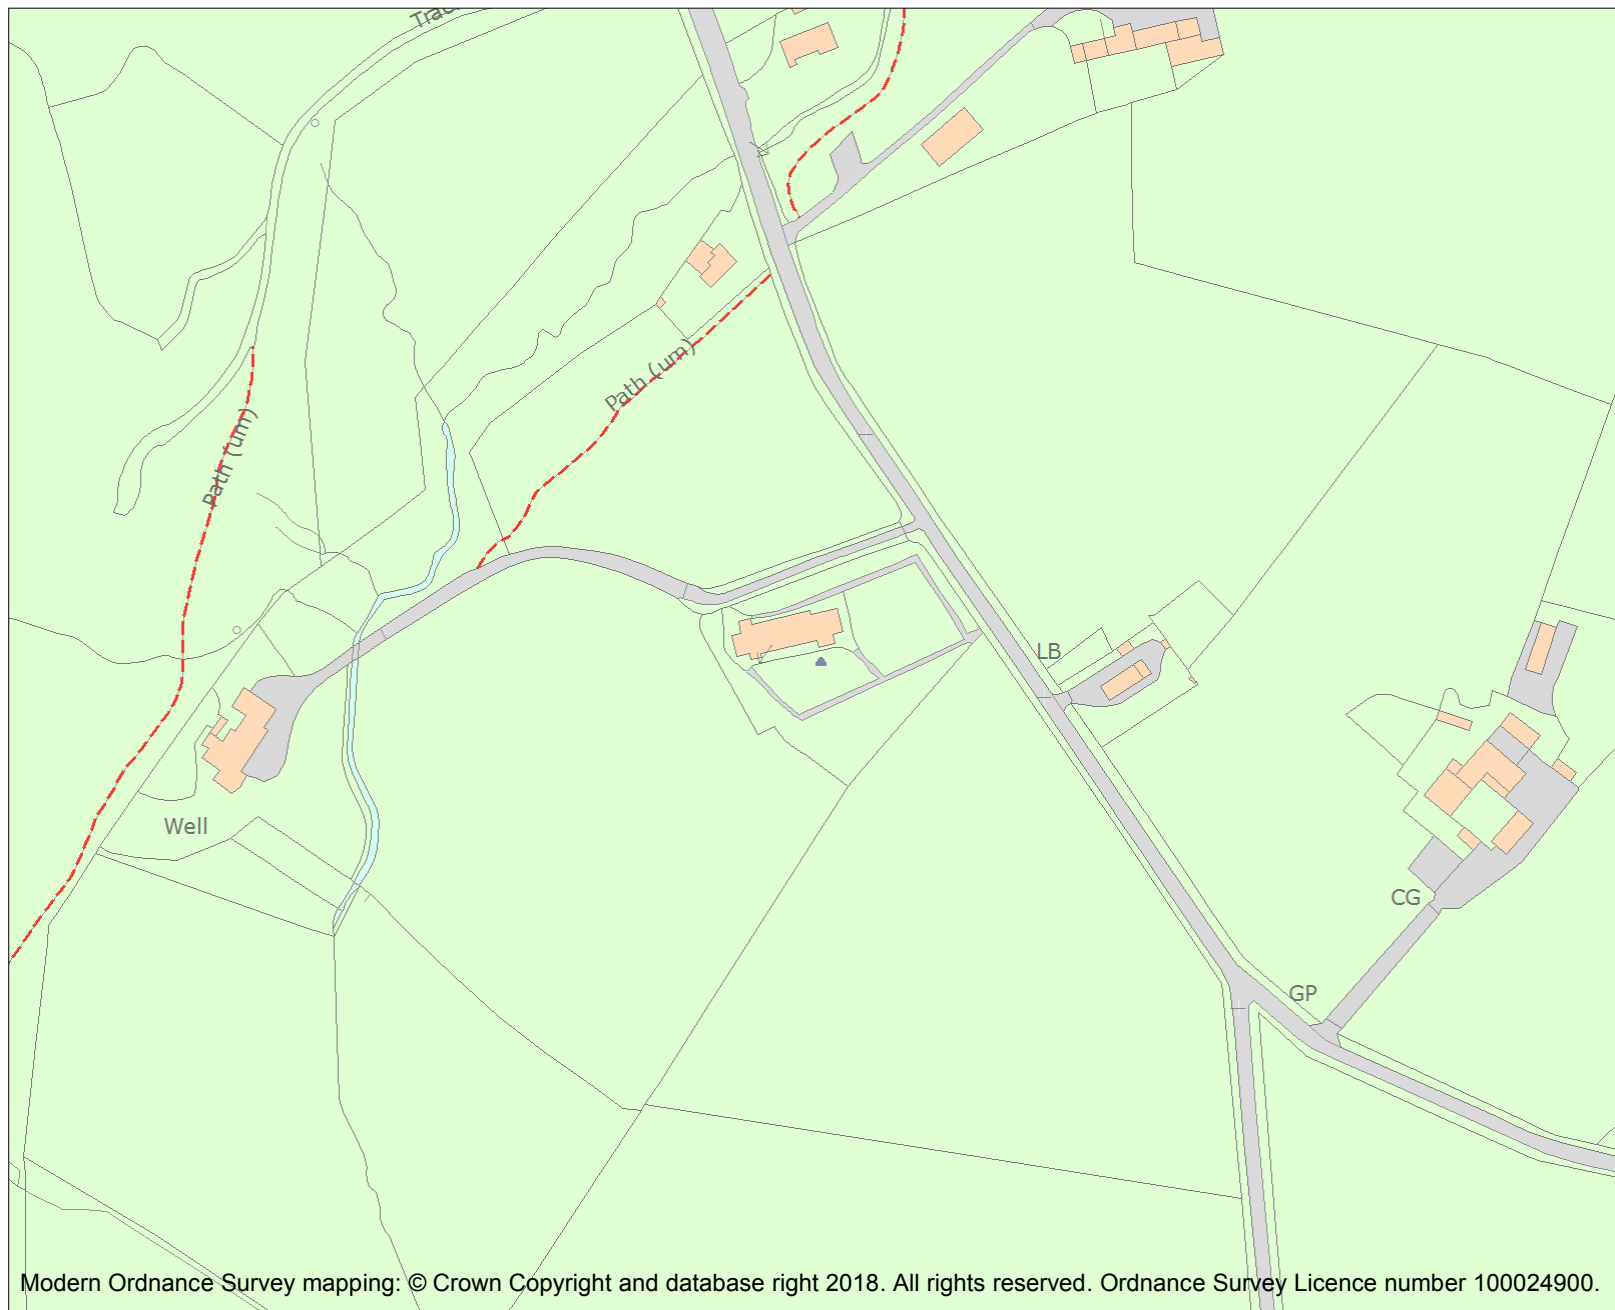 Path (um)
Path (um)
LB
Well
CG
GP
Modern Ordnance Survey mapping: © Crown Copyright and database right 2018. All rights reserved. Ordnance Survey Licence number 100024900.